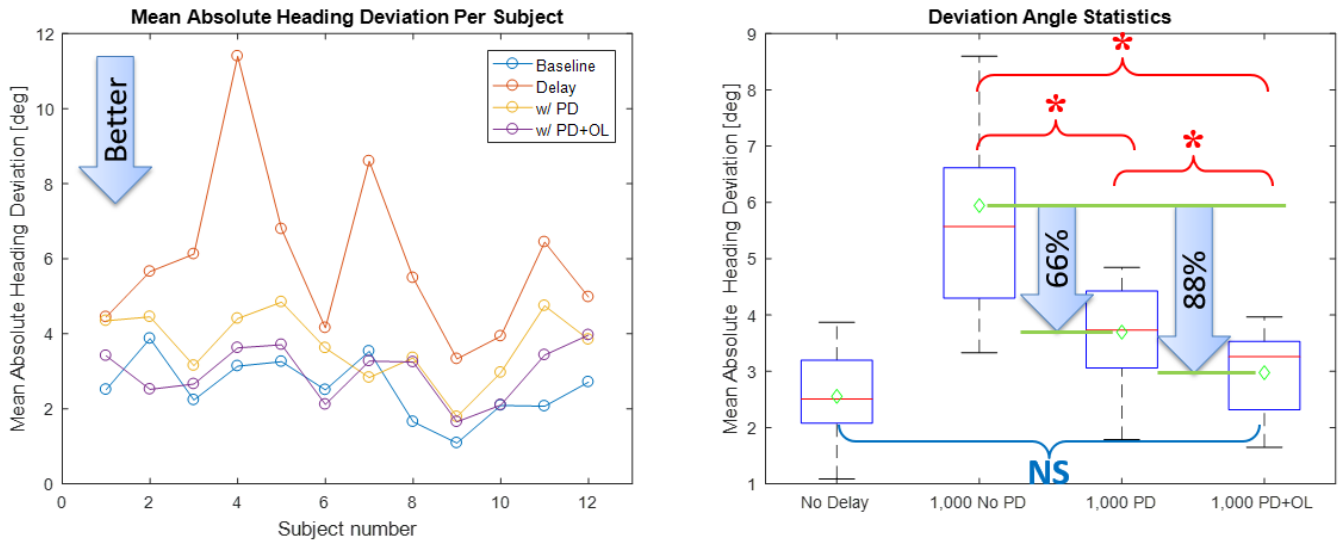 Mean Absolute Heading Deviation Per Subject
12
10
8
6
4
2
0
Mean Absolute Heading Deviation [deg]
Better
Baseline
Delay
w/ PD
w/ PD+OL
0
2
4
6
8
10
12
Subject number
Deviation Angle Statistics
9
8
7
6
5
4
3
2
1
Mean Absolute Heading Deviation [deg]
*
*
*
66%
88%
NS
No Delay
1,000 No PD
1,000 PD
1,000 PD+OL